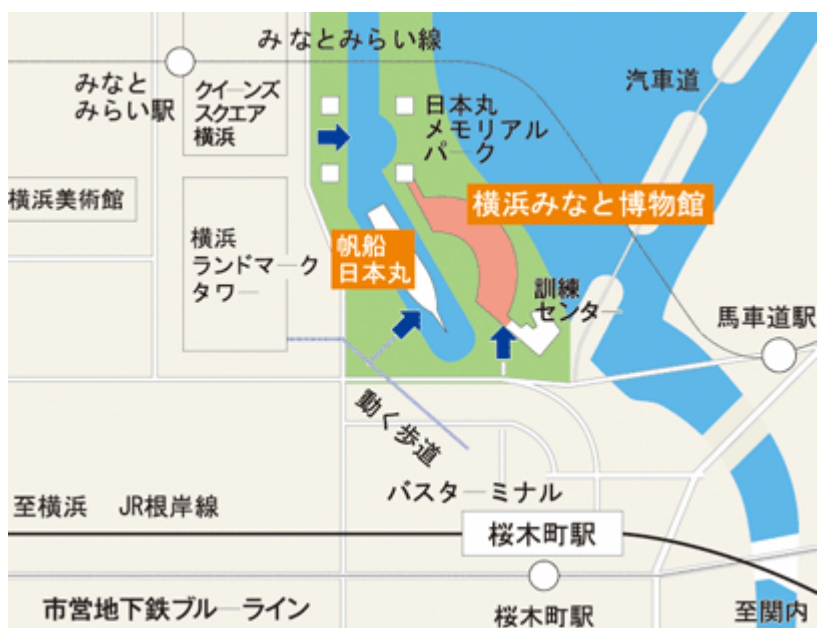 みなとみらい線
みなと
みらい駅
クイーンズ
スクエア
横浜
日本丸
メモリアル
パーク
汽車道
横浜美術館
横浜みなと博物館
横浜
ランドマーク
タワー
帆船
日本丸
訓練
センター
馬車道駅
動く歩道
バスターミナル
至横浜 JR根岸線
桜木町駅
市営地下鉄ブルーライン
桜木町駅
至関内